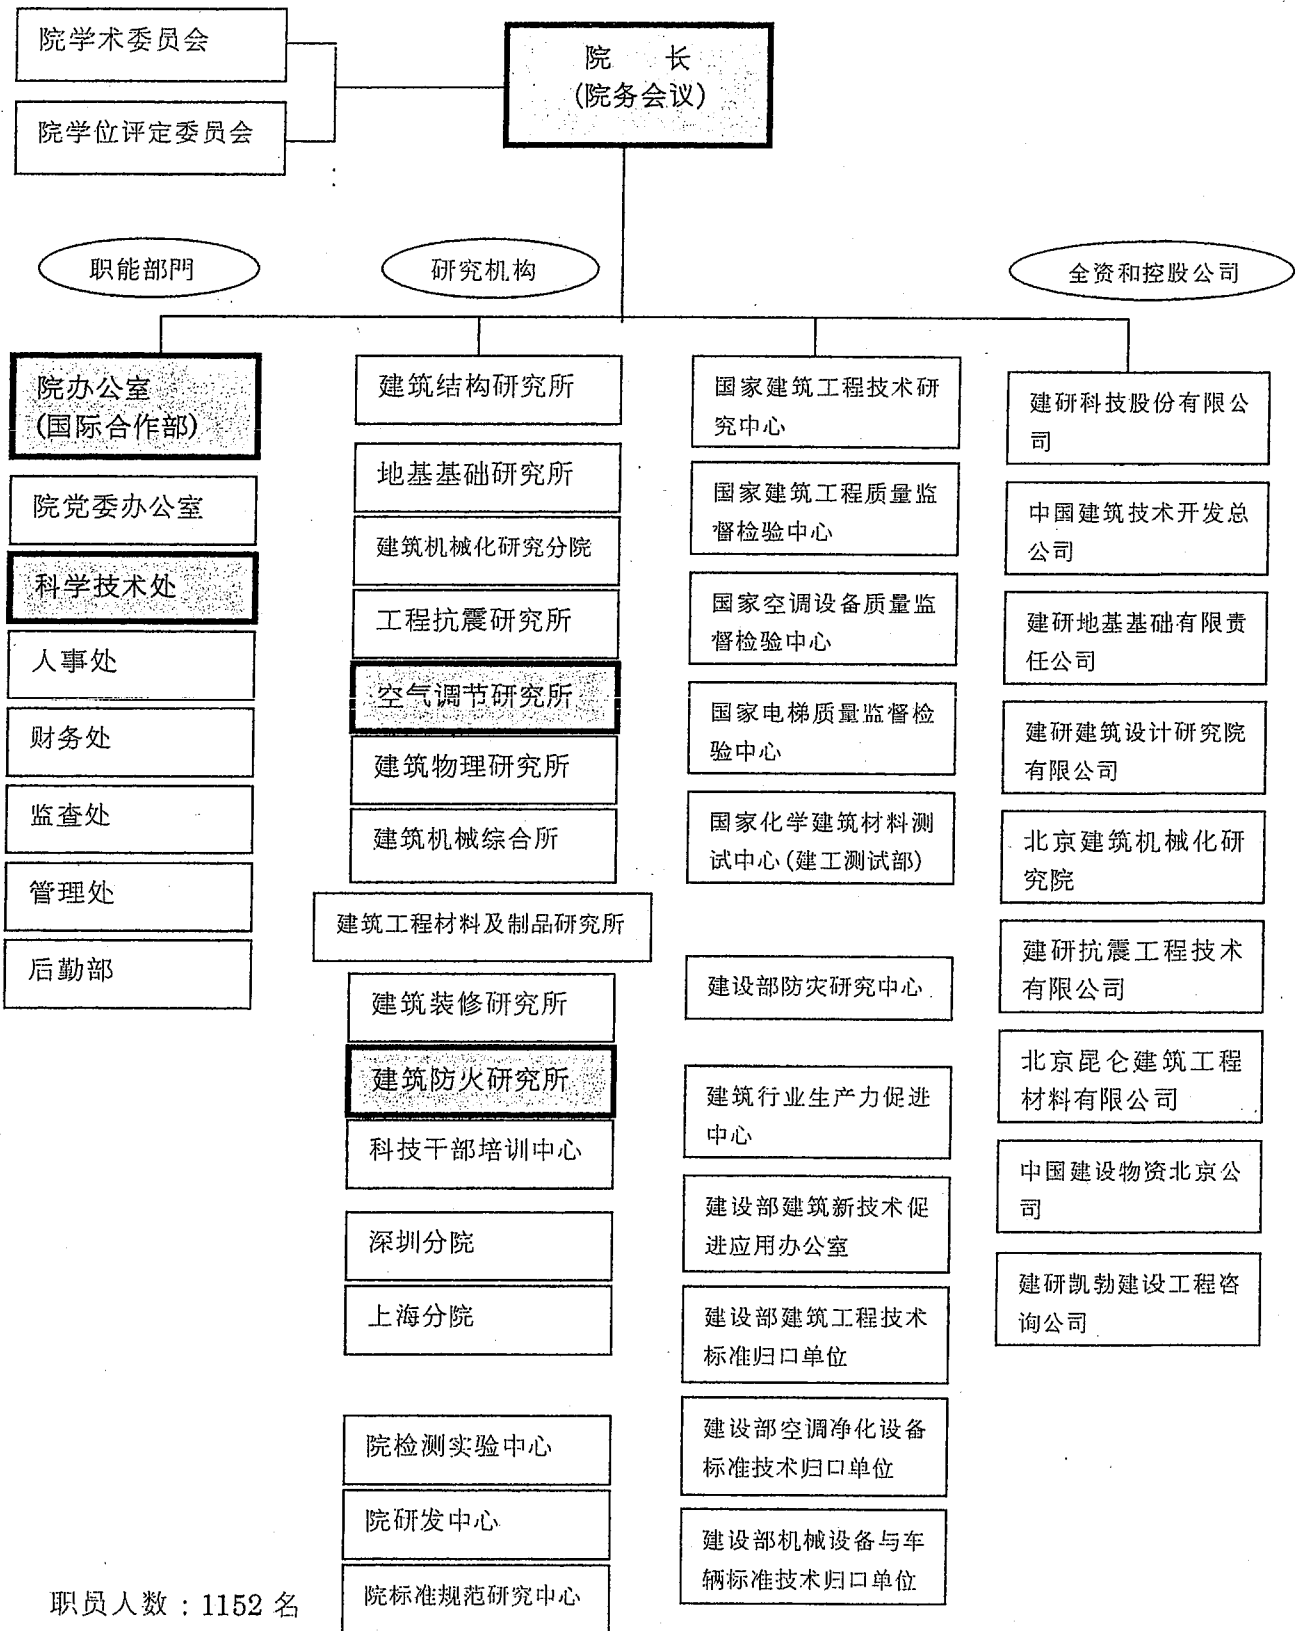 院学术委员会
院学位评定委员会
院 长
(院务会议)
职能部門
研究机构
全资和控股公司
院办公室
(国际合作部)
院党委办公室
科学技术处
人事处
财务处
监查处
管理处
后勤部
建筑结构研究所
地基基础研究所
建筑机械化研究分院
工程抗震研究所
空气调节研究所
建筑物理研究所
建筑机械综合所
建筑工程材料及制品研究所
建筑装修研究所
建筑防火研究所
科技干部培训中心
深圳分院
上海分院
院检测实验中心
院研发中心
院标准规范研究中心
国家建筑工程技术研
究中心
国家建筑工程质量监
督检验中心
国家空调设备质量监
督检验中心
国家电梯质量监督检
验中心
国家化学建筑材料测
试中心(建工测试部)
建设部防灾研究中心
建筑行业生产力促进
中心
建设部建筑新技术促
进应用办公室
建设部建筑工程技术
标准归口单位
建设部空调净化设备
标准技术归口单位
建设部机械设备与车
辆标准技术归口单位
建研科技股份有限公
司
中国建筑技术开发总
公司
建研地基基础有限责
任公司
建研建筑设计研究院
有限公司
北京建筑机械化研
究院
建研抗震工程技术
有限公司
北京昆仑建筑工程
材料有限公司
中国建设物资北京公
司
建研凯勃建设工程咨
询公司
职员人数：1152 名